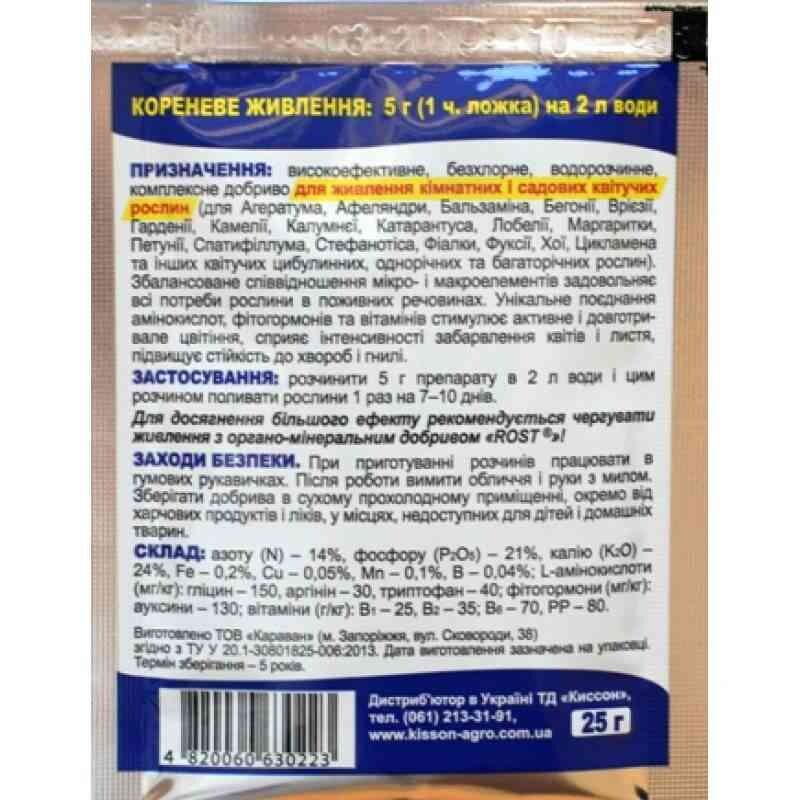 КОРЕНЕВЕ ЖИВЛЕННЯ: 5 г (1 ч. ложка) на 2 л води
ПРИЗНАЧЕННЯ: високоефективне, безхлорне, водорозчинне,
комплексне добриво для живлення кімнатних і садових квітучих
рослин (для Агератума, Афеляндри, Бальзаміна, Бегонії, Врієзії,
Гарденії, Камелії, Калумнєі, Катарантуса, Лобелії, Маргаритки,
Петунії, Спатифіллума, Стефанотіса, Фіалки, Фуксії, Хої, Цикламена
та інших квітучих цибулинних, однорічних та багаторічних рослин).
Збалансоване співвідношення мікро- і макроелементів задовольняє
всі потреби рослини в поживних речовинах. Унікальне поєднання
амінокислот, фітогормонів та вітамінів стимулює активне і довготри-
вале цвітіння, сприяє інтенсивності забарвлення квітів і листя,
підвищує стійкість до хвороб і гнилі.
ЗАСТОСУВАННЯ: розчинити 5 г препарату в 2 л води і цим
розчином поливати рослини 1 раз на 7–10 днів.
Для досягнення більшого ефекту рекомендується чергувати
живлення з органо-мінеральним добривом «ROST ®»!
ЗАХОДИ БЕЗПЕКИ. При приготуванні розчинів працювати в
гумових рукавичках. Після роботи вимити обличчя і руки з милом.
Зберігати добрива в сухому прохолодному приміщенні, окремо від
харчових продуктів і ліків, у місцях, недоступних для дітей і домашніх
тварин.
СКЛАД: азоту (N) – 14%, фосфору (P₂O₅) – 21%, калію (K₂O) –
24%, Fe – 0,2%, Cu – 0,05%, Mn – 0,1%, B – 0,04%; L-амінокислоти
(мг/кг): гліцин – 150, аргінін – 30, триптофан – 40; фітогормони (мг/кг):
ауксини – 130; вітаміни (г/кг): B₁ – 25, B₂ – 35; B₆ – 70, PP – 80.
Виготовлено ТОВ «Караван» (м. Запоріжжя, вул. Сковороди, 38)
згідно з ТУ У 20.1-30801825-006:2013. Дата виготовлення зазначена на упаковці.
Термін зберігання – 5 років.
Дистриб'ютор в Україні ТД «Киссон»,
тел. (061) 213-31-91,
www.kisson-agro.com.ua
25 г
4 820060 630223